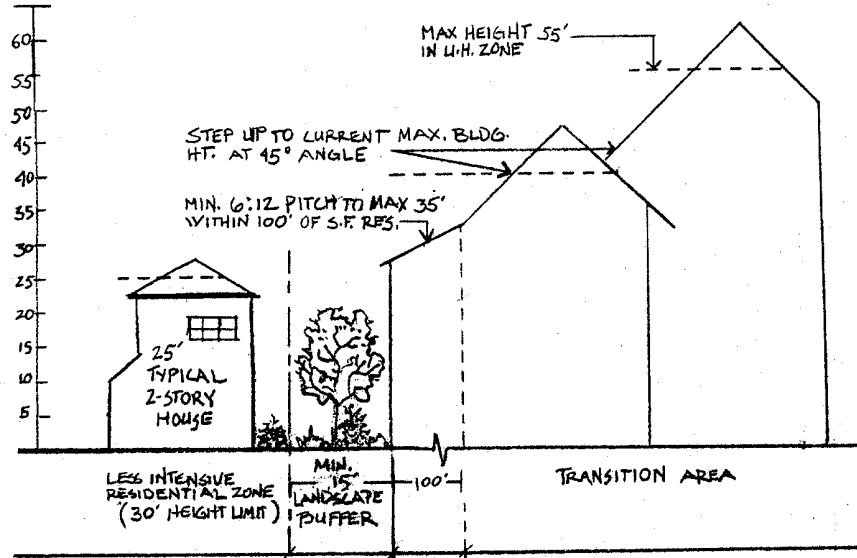 60
55
50
45
40
35
30
25
20
15
10
5
MAX HEIGHT 55'
IN U.H. ZONE
STEP UP TO CURRENT MAX. BLDG.
HT. AT 45° ANGLE
MIN. 6:12 PITCH TO MAX 35'
WITHIN 100' OF S.F. RES.
25'
TYPICAL
2-STORY
HOUSE
LESS INTENSIVE
RESIDENTIAL ZONE
(30' HEIGHT LIMIT)
MIN.
15'
LANDSCAPE
BUFFER
100'
TRANSITION AREA